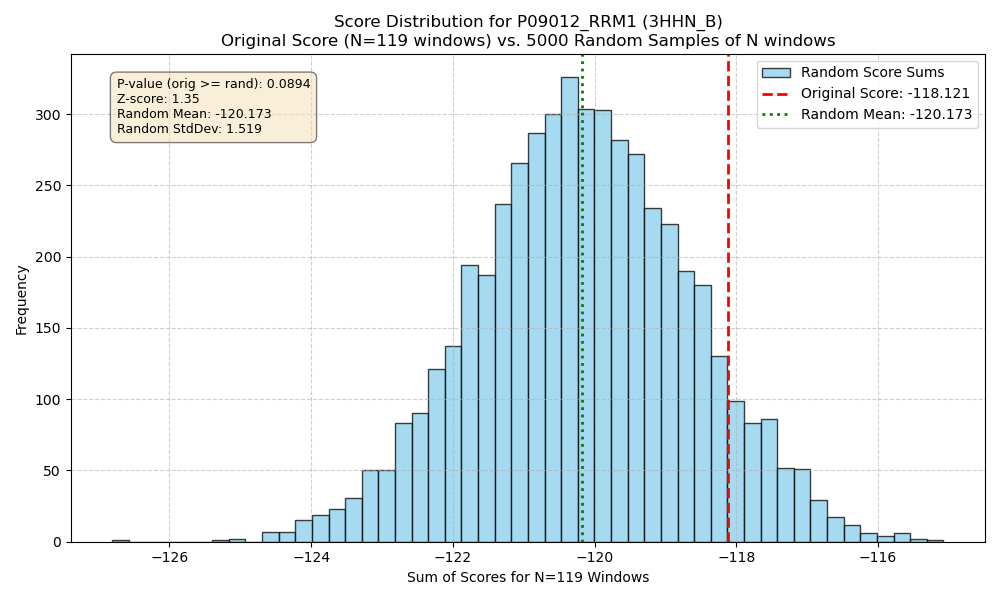 Score Distribution for P09012_RRM1 (3HHN_B)
Original Score (N=119 windows) vs. 5000 Random Samples of N windows
P-value (orig >= rand): 0.0894
Z-score: 1.35
Random Mean: -120.173
Random StdDev: 1.519
Random Score Sums
Original Score: -118.121
Random Mean: -120.173
Frequency
300
250
200
150
100
50
0
−126
−124
−122
−120
−118
−116
Sum of Scores for N=119 Windows